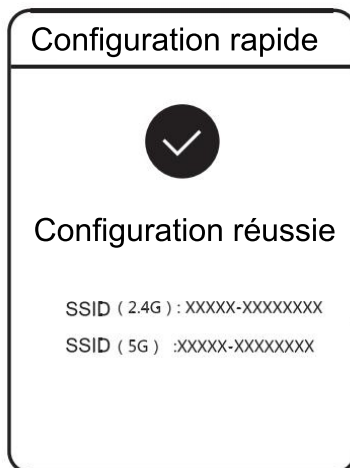 Configuration rapide
Configuration réussie
SSID ( 2.4G ) : XXXXX-XXXXXXXX
SSID ( 5G ) :XXXXX-XXXXXXXX